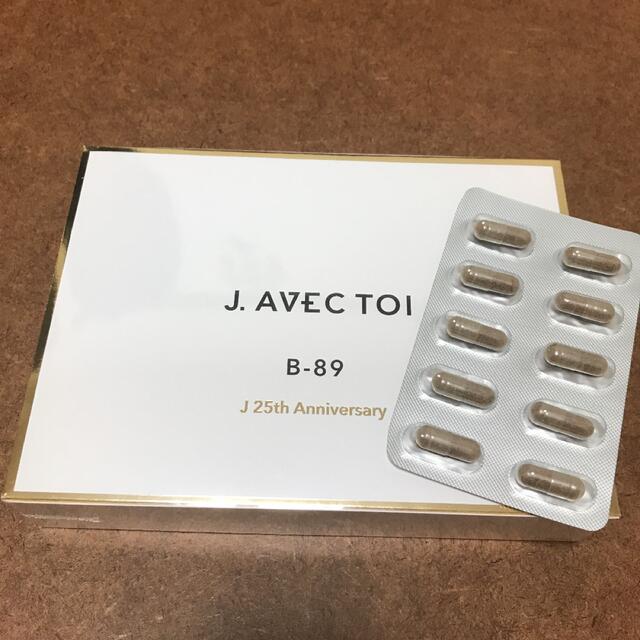 J. AVEC TOI
B-89
J 25th Anniversary